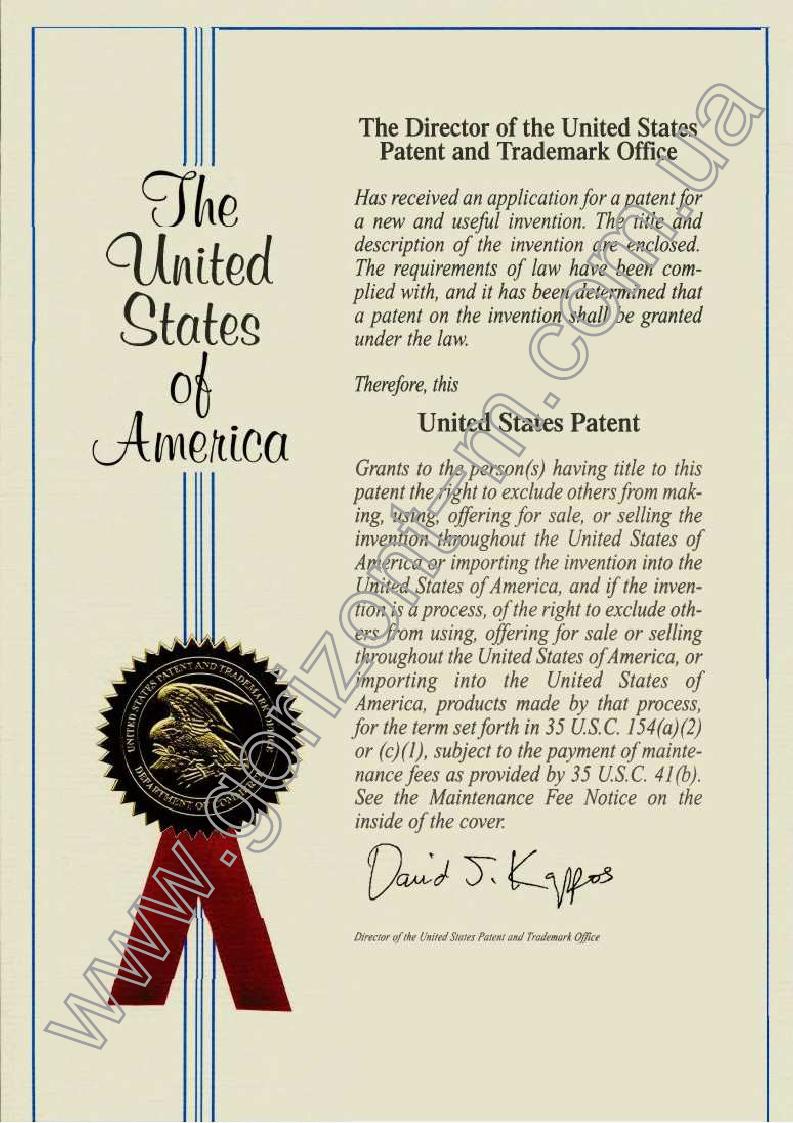 The
United
States
of
America
The Director of the United States
Patent and Trademark Office
Has received an application for a patent for
a new and useful invention. The title and
description of the invention are enclosed.
The requirements of law have been com-
plied with, and it has been determined that
a patent on the invention shall be granted
under the law.
Therefore, this
United States Patent
Grants to the person(s) having title to this
patent the right to exclude others from mak-
ing, using, offering for sale, or selling the
invention throughout the United States of
America or importing the invention into the
United States of America, and if the inven-
tion is a process, of the right to exclude oth-
ers from using, offering for sale or selling
throughout the United States of America, or
importing into the United States of
America, products made by that process,
for the term set forth in 35 U.S.C. 154(a)(2)
or (c)(1), subject to the payment of mainte-
nance fees as provided by 35 U.S.C. 41(b).
See the Maintenance Fee Notice on the
inside of the cover.
David J. Kappos
Director of the United States Patent and Trademark Office
UNITED STATES PATENT AND TRADEMARK OFFICE
DEPARTMENT OF COMMERCE
www.gorizont-m.com.ua